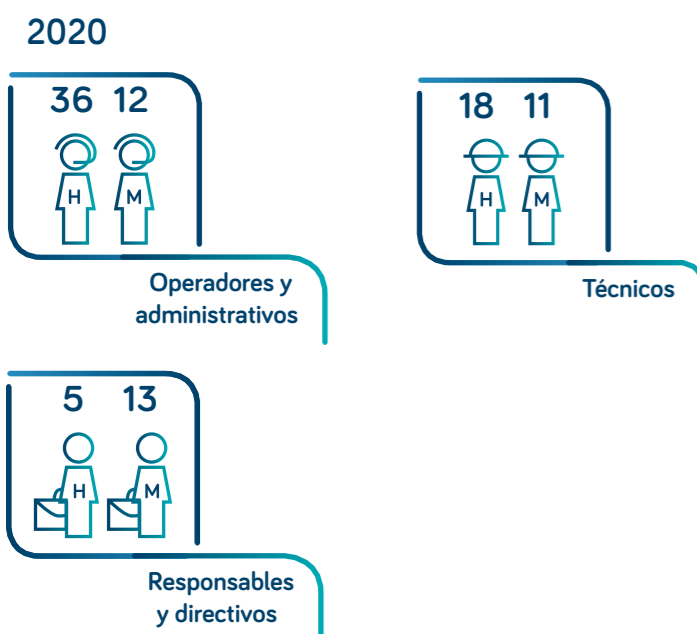 2020
36 12
H M
Operadores y
administrativos
18 11
H M
Técnicos
5 13
H M
Responsables
y directivos